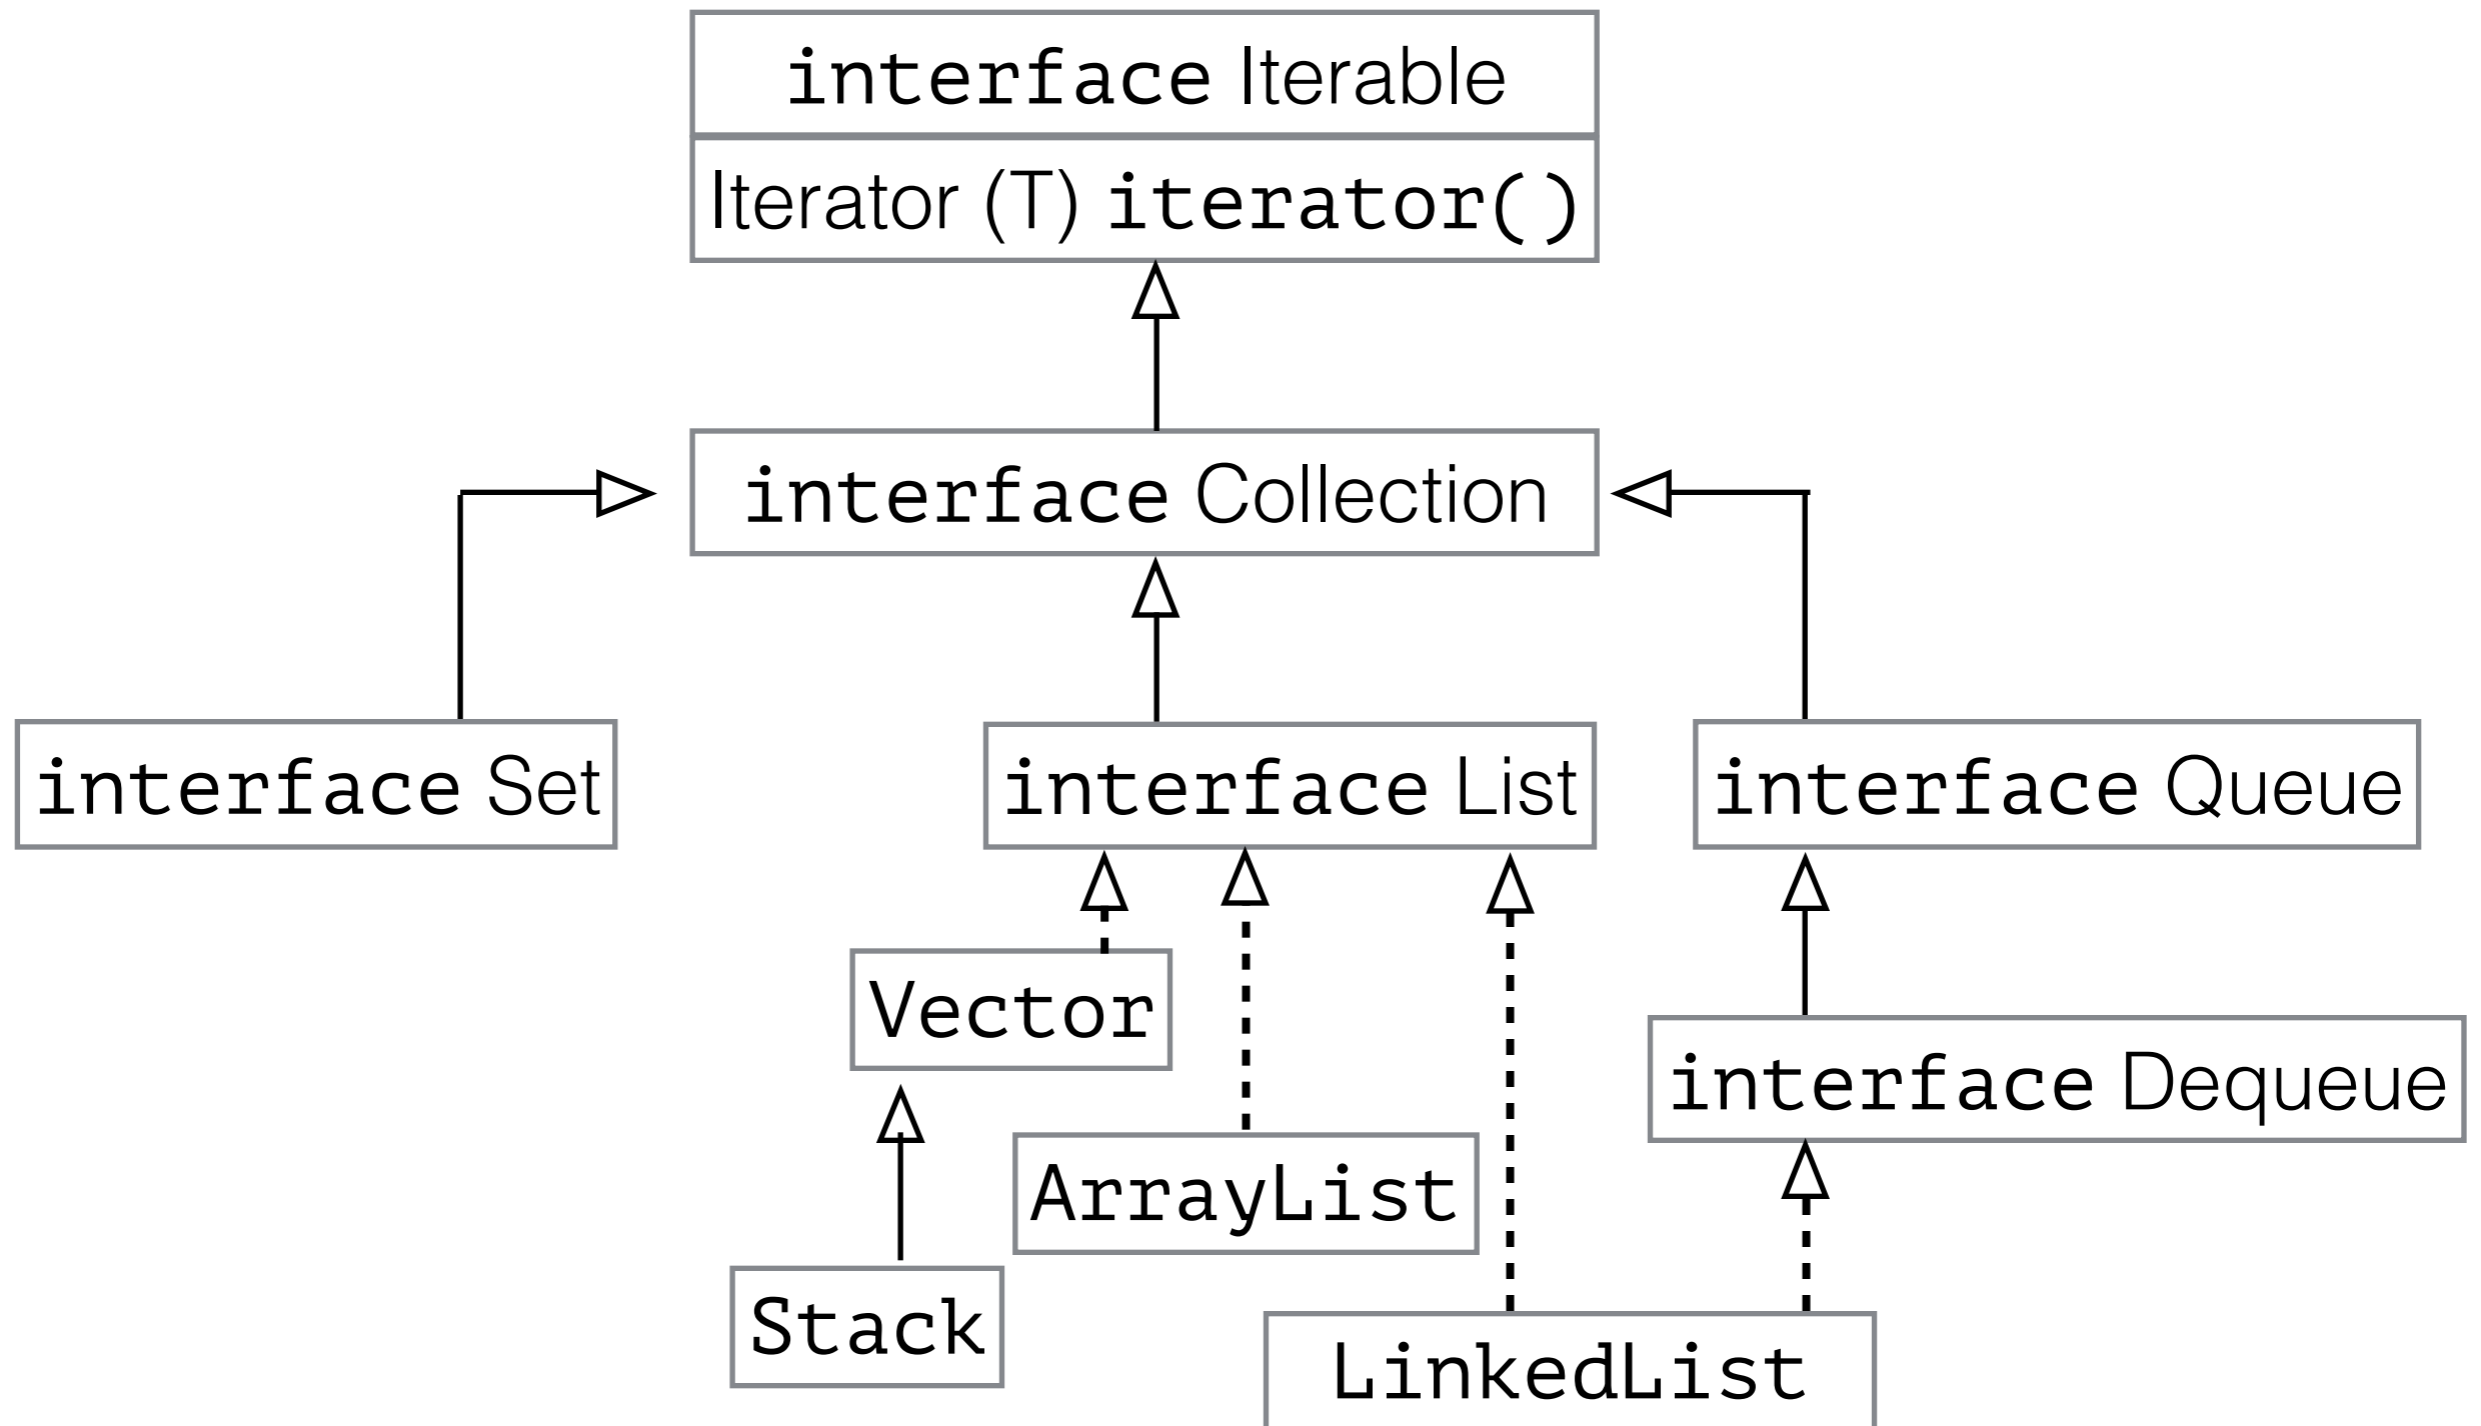 interface Iterable
Iterator (T) iterator()
interface Collection
interface Set
interface List
interface Queue
Vector
interface Dequeue
ArrayList
Stack
LinkedList